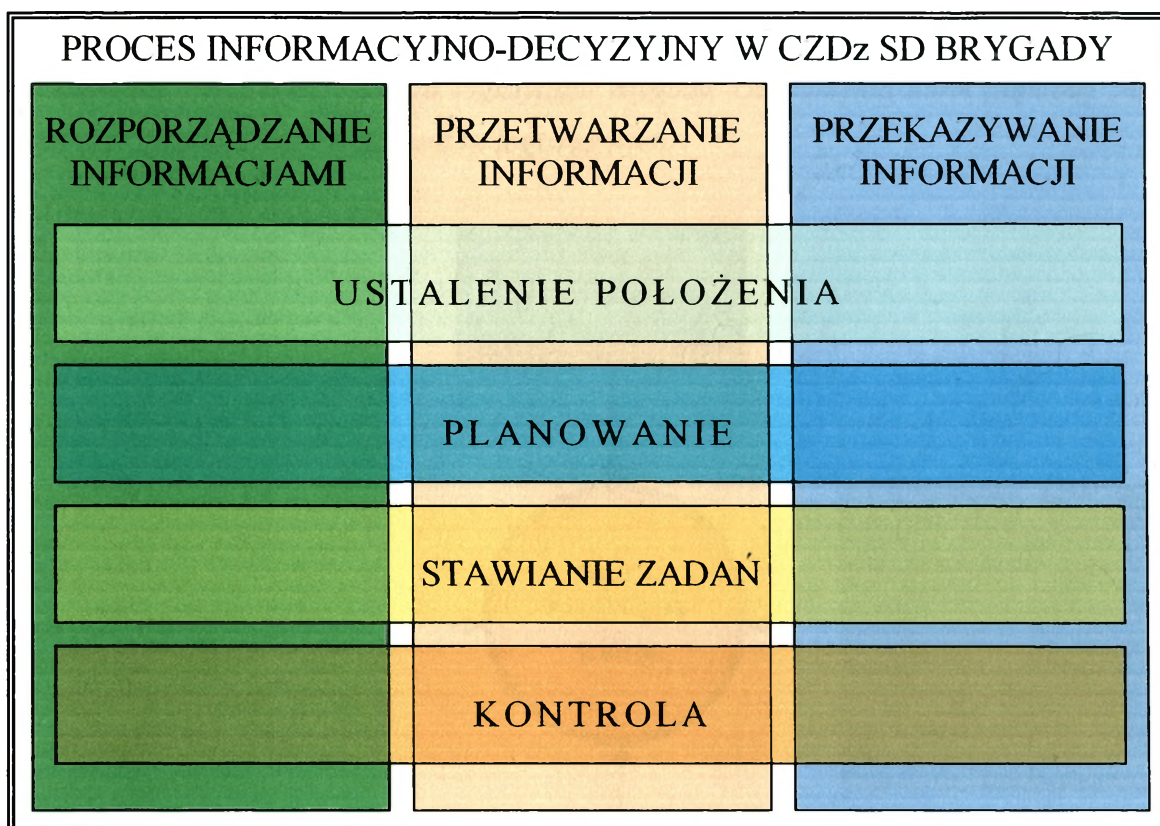 PROCES INFORMACYJNO-DECYZYJNY W CZDz SD BRYGADY
ROZPORZĄDZANIE
INFORMACJAMI
PRZETWARZANIE
INFORMACJI
PRZEKAZYWANIE
INFORMACJI
USTALENIE POŁOŻENIA
PLANOWANIE
STAWIANIE ZADAŃ
KONTROLA